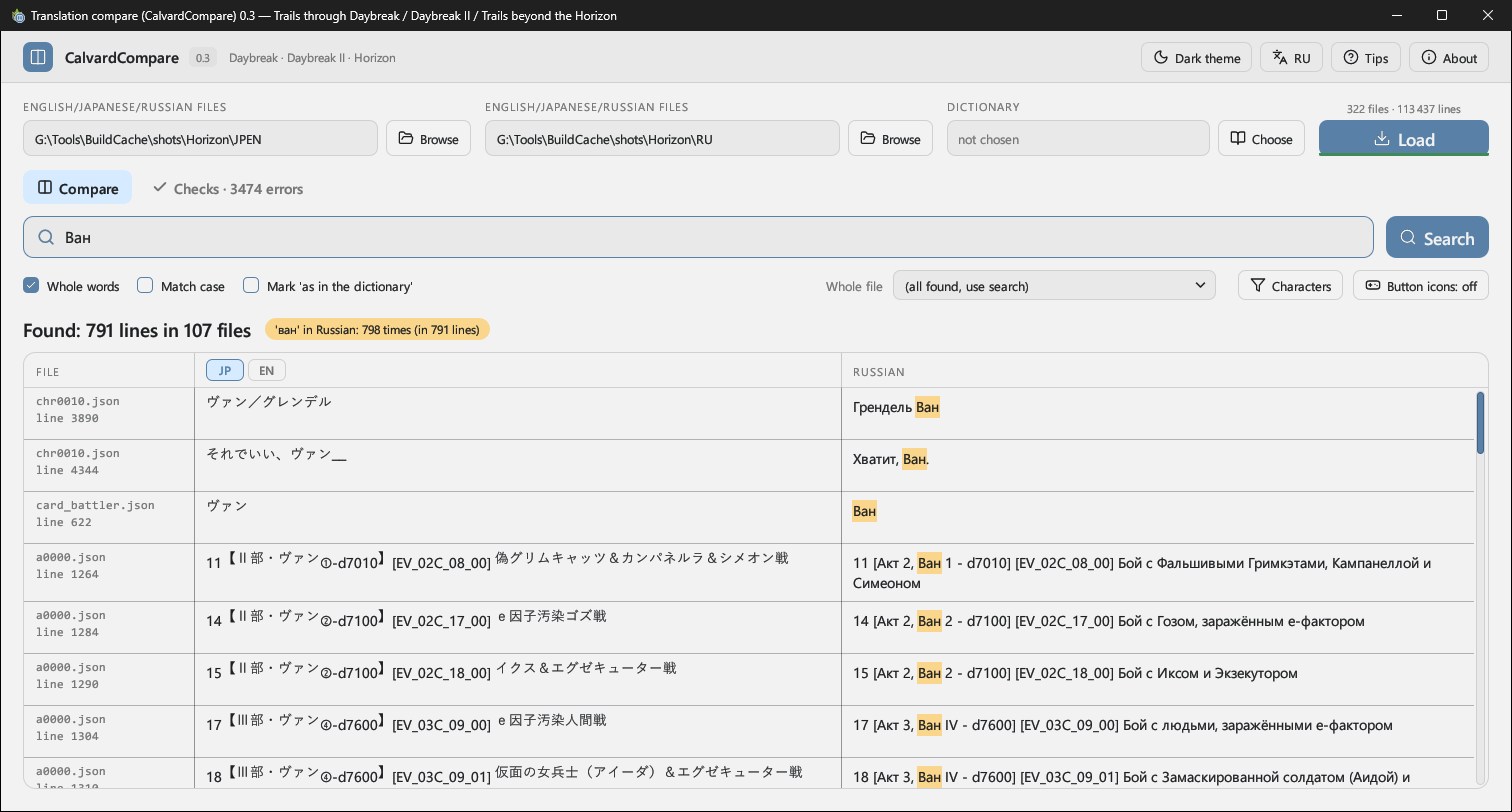 Translation compare (CalvardCompare) 0.3 — Trails through Daybreak / Daybreak II / Trails beyond the Horizon
CalvardCompare 0.3 Daybreak · Daybreak II · Horizon
Dark theme RU Tips About
ENGLISH/JAPANESE/RUSSIAN FILES
ENGLISH/JAPANESE/RUSSIAN FILES
DICTIONARY
322 files · 113 437 lines
G:\Tools\BuildCache\shots\Horizon\JPEN Browse
G:\Tools\BuildCache\shots\Horizon\RU Browse
not chosen Choose
Load
Compare Checks · 3474 errors
Ван Search
Whole words Match case Mark 'as in the dictionary'
Whole file (all found, use search) Characters Button icons: off
Found: 791 lines in 107 files 'ван' in Russian: 798 times (in 791 lines)
FILE JP EN RUSSIAN
chr0010.json
line 3890
ヴァン／グレンデル
Грендель Ван
chr0010.json
line 4344
それでいい、ヴァン__
Хватит, Ван.
card_battler.json
line 622
ヴァン
Ван
a0000.json
line 1264
11【Ⅱ部・ヴァン①-d7010】[EV_02C_08_00] 偽グリムキャッツ＆カンパネルラ＆シメオン戦
11 [Акт 2, Ван 1 - d7010] [EV_02C_08_00] Бой с Фальшивыми Гримкэтами, Кампанеллой и
Симеоном
a0000.json
line 1284
14【Ⅱ部・ヴァン②-d7100】[EV_02C_17_00] ｅ因子汚染ゴズ戦
14 [Акт 2, Ван 2 - d7100] [EV_02C_17_00] Бой с Гозом, заражённым е-фактором
a0000.json
line 1290
15【Ⅱ部・ヴァン②-d7100】[EV_02C_18_00] イクス＆エグゼキューター戦
15 [Акт 2, Ван 2 - d7100] [EV_02C_18_00] Бой с Иксом и Экзекутором
a0000.json
line 1304
17【Ⅲ部・ヴァン④-d7600】[EV_03C_09_00] ｅ因子汚染人間戦
17 [Акт 3, Ван IV - d7600] [EV_03C_09_00] Бой с людьми, заражёнными е-фактором
a0000.json
line 1310
18【Ⅲ部・ヴァン④-d7600】[EV_03C_09_01] 仮面の女兵士（アイーダ）＆エグゼキューター戦
18 [Акт 3, Ван IV - d7600] [EV_03C_09_01] Бой с Замаскированной солдатом (Аидой) и